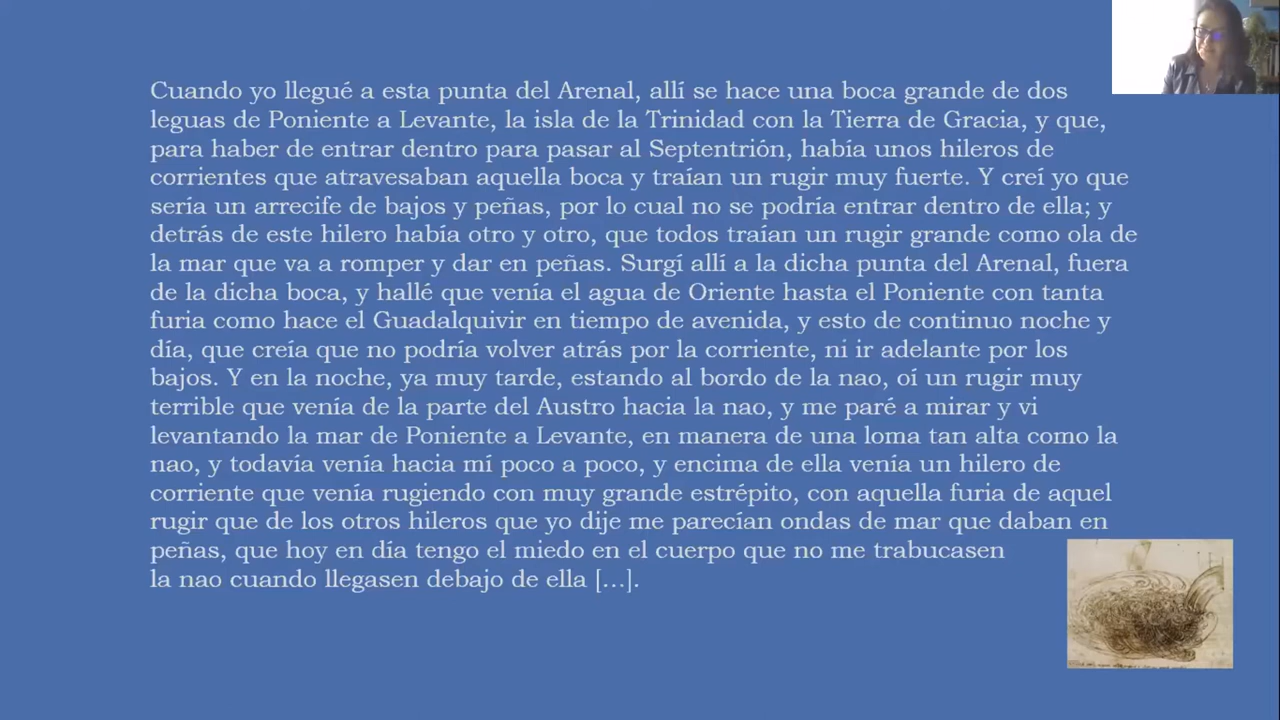 Cuando yo llegué a esta punta del Arenal, allí se hace una boca grande de dos
leguas de Poniente a Levante, la isla de la Trinidad con la Tierra de Gracia, y que,
para haber de entrar dentro para pasar al Septentrión, había unos hileros de
corrientes que atravesaban aquella boca y traían un rugir muy fuerte. Y creí yo que
sería un arrecife de bajos y peñas, por lo cual no se podría entrar dentro de ella; y
detrás de este hilero había otro y otro, que todos traían un rugir grande como ola de
la mar que va a romper y dar en peñas. Surgí allí a la dicha punta del Arenal, fuera
de la dicha boca, y hallé que venía el agua de Oriente hasta el Poniente con tanta
furia como hace el Guadalquivir en tiempo de avenida, y esto de continuo noche y
día, que creía que no podría volver atrás por la corriente, ni ir adelante por los
bajos. Y en la noche, ya muy tarde, estando al bordo de la nao, oí un rugir muy
terrible que venía de la parte del Austro hacia la nao, y me paré a mirar y vi
levantando la mar de Poniente a Levante, en manera de una loma tan alta como la
nao, y todavía venía hacia mí poco a poco, y encima de ella venía un hilero de
corriente que venía rugiendo con muy grande estrépito, con aquella furia de aquel
rugir que de los otros hileros que yo dije me parecían ondas de mar que daban en
peñas, que hoy en día tengo el miedo en el cuerpo que no me trabucasen
la nao cuando llegasen debajo de ella [...].